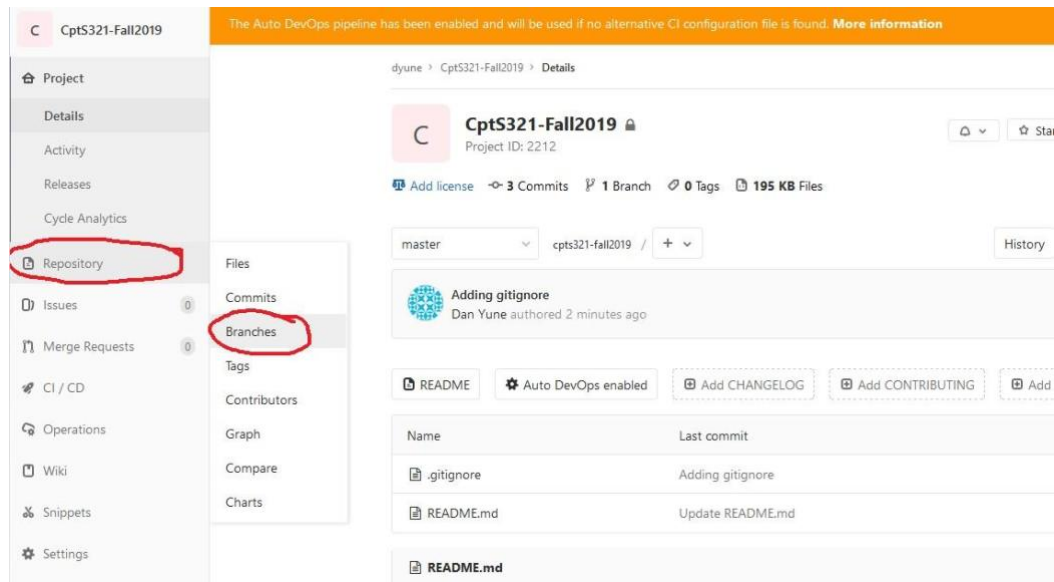 C CptS321-Fall2019
The Auto DevOps pipeline has been enabled and will be used if no alternative CI configuration file is found. More information
Project
Details
Activity
Releases
Cycle Analytics
Repository
Issues 0
Merge Requests 0
CI / CD
Operations
Wiki
Snippets
Settings
Files
Commits
Branches
Tags
Contributors
Graph
Compare
Charts
dyune > CptS321-Fall2019 > Details
C
CptS321-Fall2019
Project ID: 2212
Star
Add license 3 Commits 1 Branch 0 Tags 195 KB Files
master cpts321-fall2019 / + History
Adding gitignore
Dan Yune authored 2 minutes ago
README Auto DevOps enabled Add CHANGELOG Add CONTRIBUTING Add
Name Last commit
.gitignore Adding gitignore
README.md Update README.md
README.md